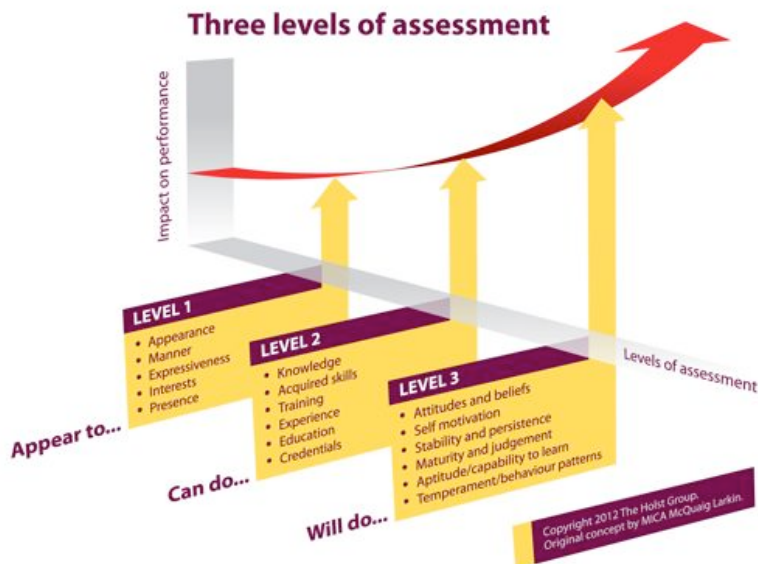 Three levels of assessment
Impact on performance
LEVEL 1
• Appearance
• Manner
• Expressiveness
• Interests
• Presence
Appear to...
LEVEL 2
• Knowledge
• Acquired skills
• Training
• Experience
• Education
• Credentials
Can do...
LEVEL 3
• Attitudes and beliefs
• Self motivation
• Stability and persistence
• Maturity and judgement
• Aptitude/capability to learn
• Temperament/behaviour patterns
Will do...
Levels of assessment
Copyright 2012 The Holst Group.
Original concept by MICA McQuaig Larkin.